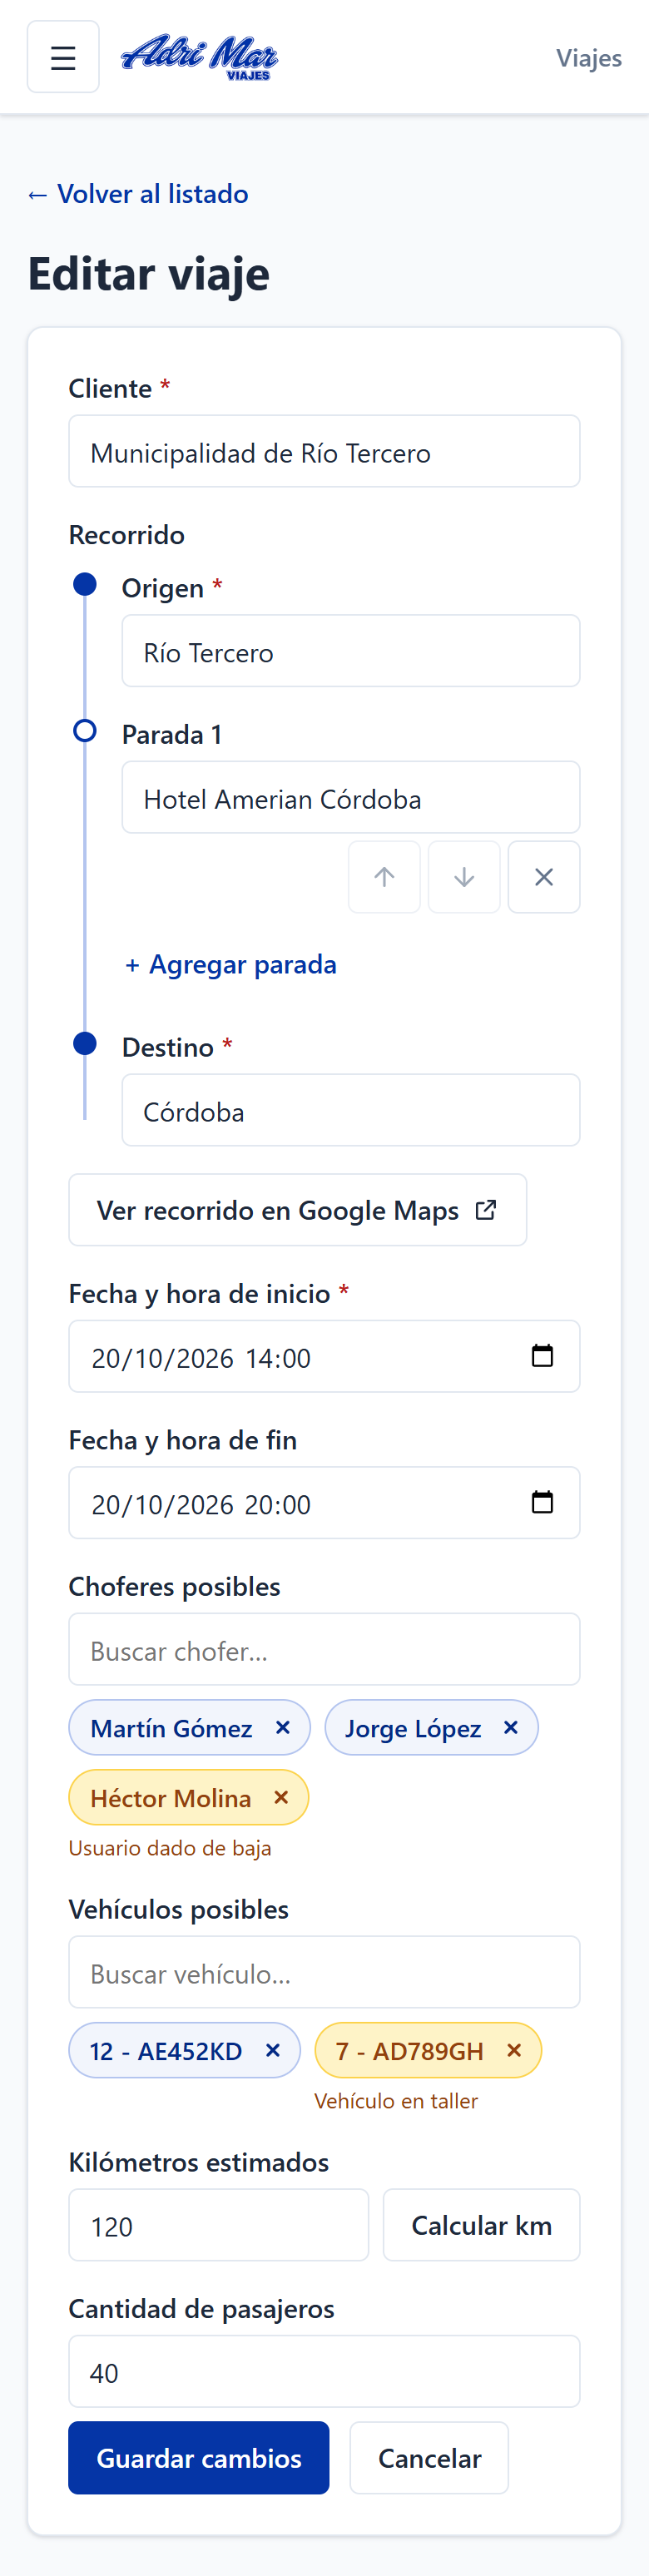 ☰ Adri Mar VIAJES Viajes
← Volver al listado
Editar viaje
Cliente *
Municipalidad de Río Tercero
Recorrido
Origen *
Río Tercero
Parada 1
Hotel Amerian Córdoba
↑ ↓ ✕
+ Agregar parada
Destino *
Córdoba
Ver recorrido en Google Maps
Fecha y hora de inicio *
20/10/2026 14:00
Fecha y hora de fin
20/10/2026 20:00
Choferes posibles
Buscar chofer...
Martín Gómez ✕ Jorge López ✕
Héctor Molina ✕
Usuario dado de baja
Vehículos posibles
Buscar vehículo...
12 - AE452KD ✕ 7 - AD789GH ✕
Vehículo en taller
Kilómetros estimados
120 Calcular km
Cantidad de pasajeros
40
Guardar cambios Cancelar